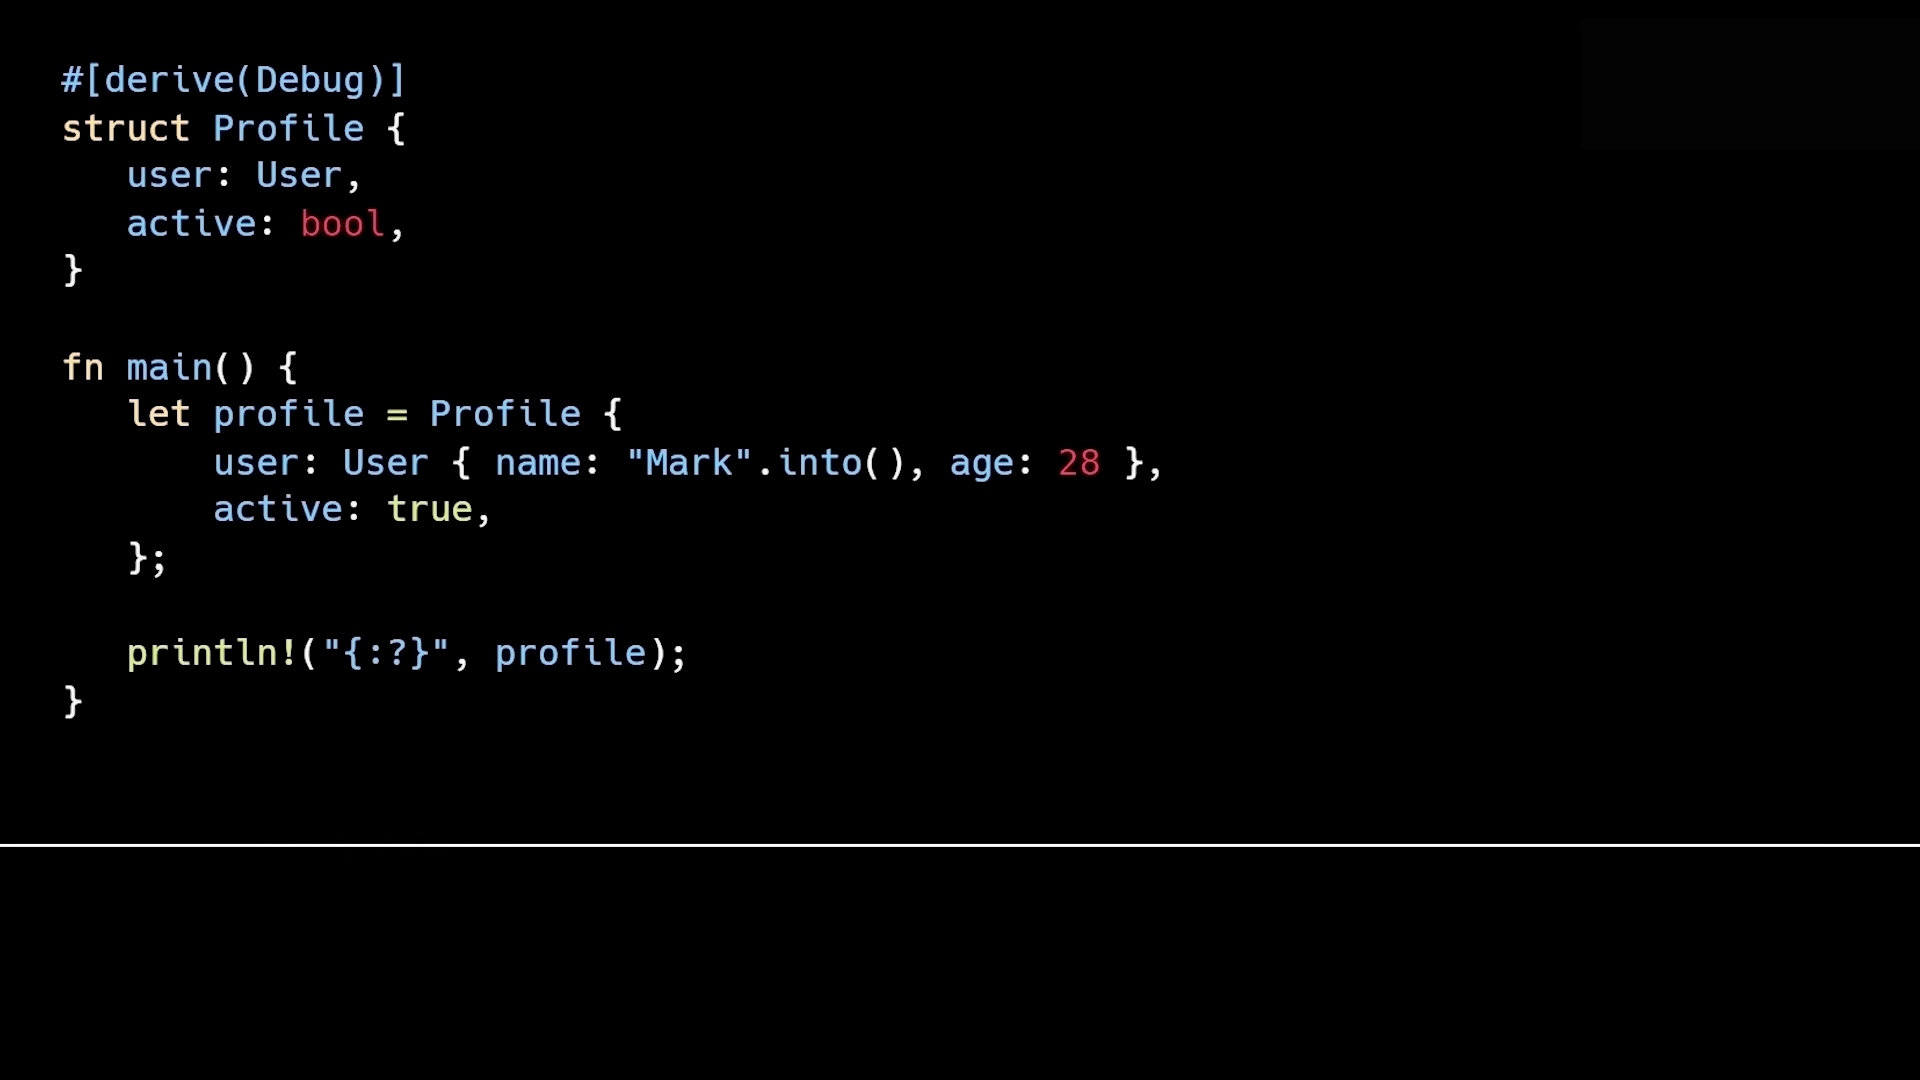 #[derive(Debug)]
struct Profile {
   user: User,
   active: bool,
}

fn main() {
   let profile = Profile {
       user: User { name: "Mark".into(), age: 28 },
       active: true,
   };

   println!("{:?}", profile);
}